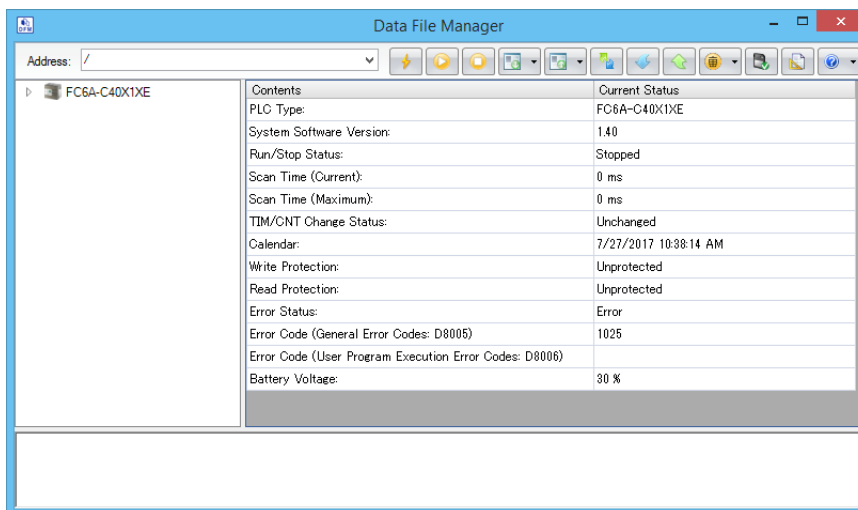 Data File Manager
Address: /
FC6A-C40X1XE
Contents Current Status
PLC Type: FC6A-C40X1XE
System Software Version: 1.40
Run/Stop Status: Stopped
Scan Time (Current): 0 ms
Scan Time (Maximum): 0 ms
TIM/CNT Change Status: Unchanged
Calendar: 7/27/2017 10:38:14 AM
Write Protection: Unprotected
Read Protection: Unprotected
Error Status: Error
Error Code (General Error Codes: D8005) 1025
Error Code (User Program Execution Error Codes: D8006)
Battery Voltage: 30 %